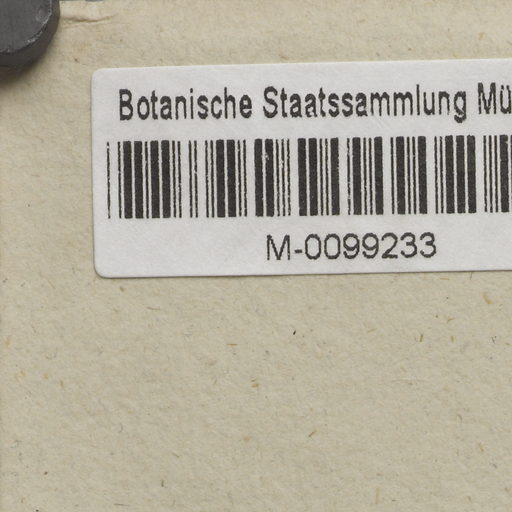 Botanische Staatssammlung Mü
M-0099233